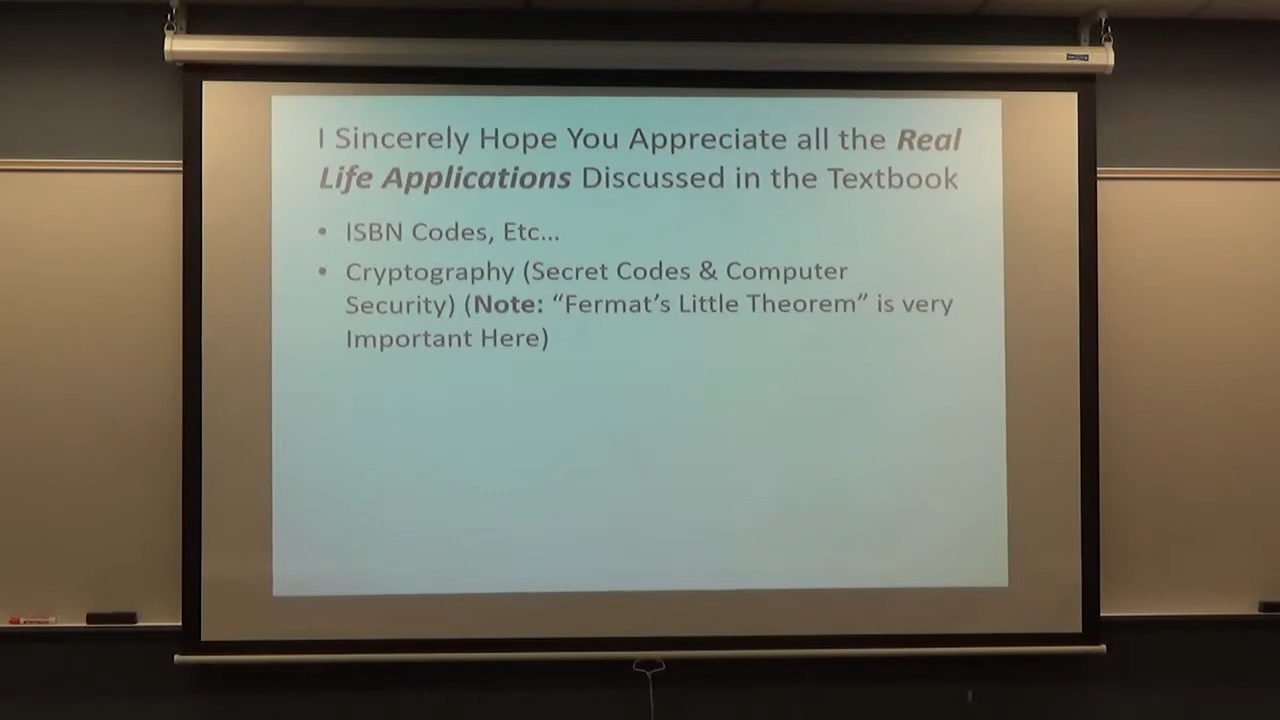 I Sincerely Hope You Appreciate all the Real
Life Applications Discussed in the Textbook
• ISBN Codes, Etc...
• Cryptography (Secret Codes & Computer
Security) (Note: “Fermat’s Little Theorem” is very
Important Here)